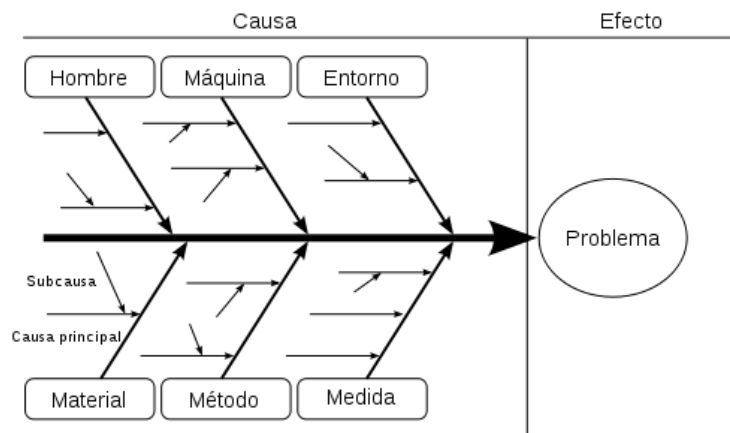 Causa
Efecto
Hombre
Máquina
Entorno
Problema
Subcausa
Causa principal
Material
Método
Medida